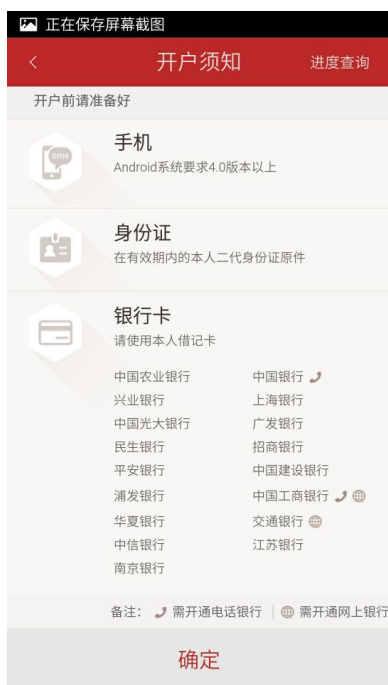 正在保存屏幕截图
开户须知 进度查询
开户前请准备好
sms
手机
Android系统要求4.0版本以上
身份证
在有效期内的本人二代身份证原件
银行卡
请使用本人借记卡
中国农业银行 中国银行
兴业银行 上海银行
中国光大银行 广发银行
民生银行 招商银行
平安银行 中国建设银行
浦发银行 中国工商银行
华夏银行 交通银行
中信银行 江苏银行
南京银行
备注： 需开通电话银行 | 需开通网上银行
确定